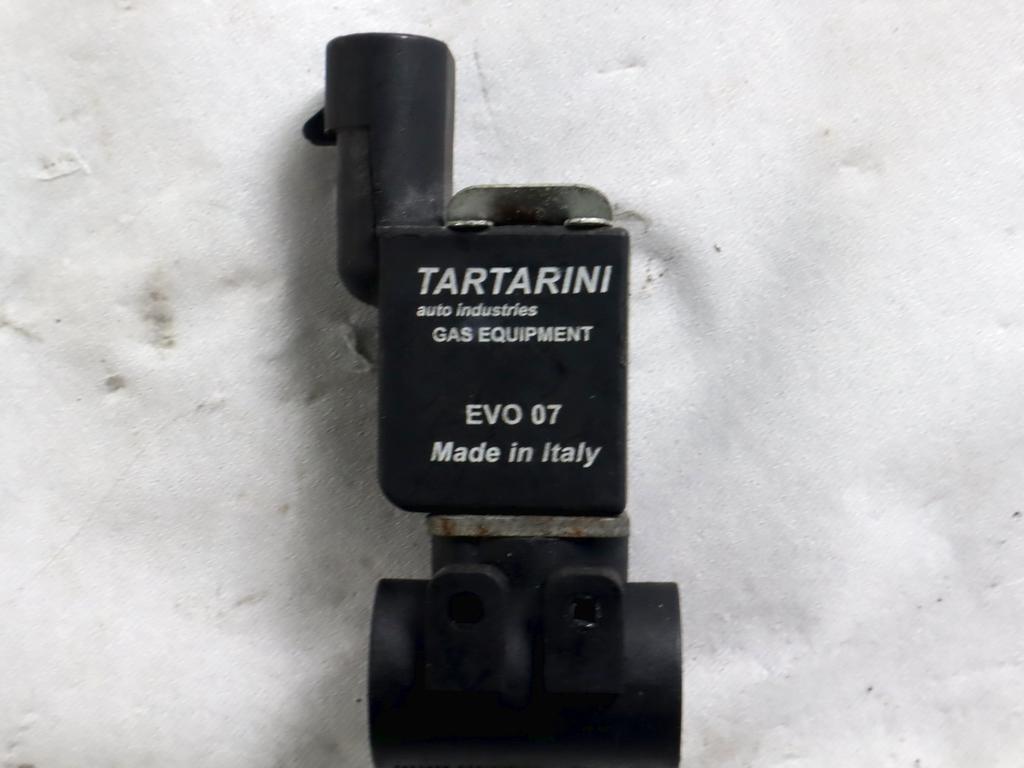 TARTARINI
auto industries
GAS EQUIPMENT
EVO 07
Made in Italy